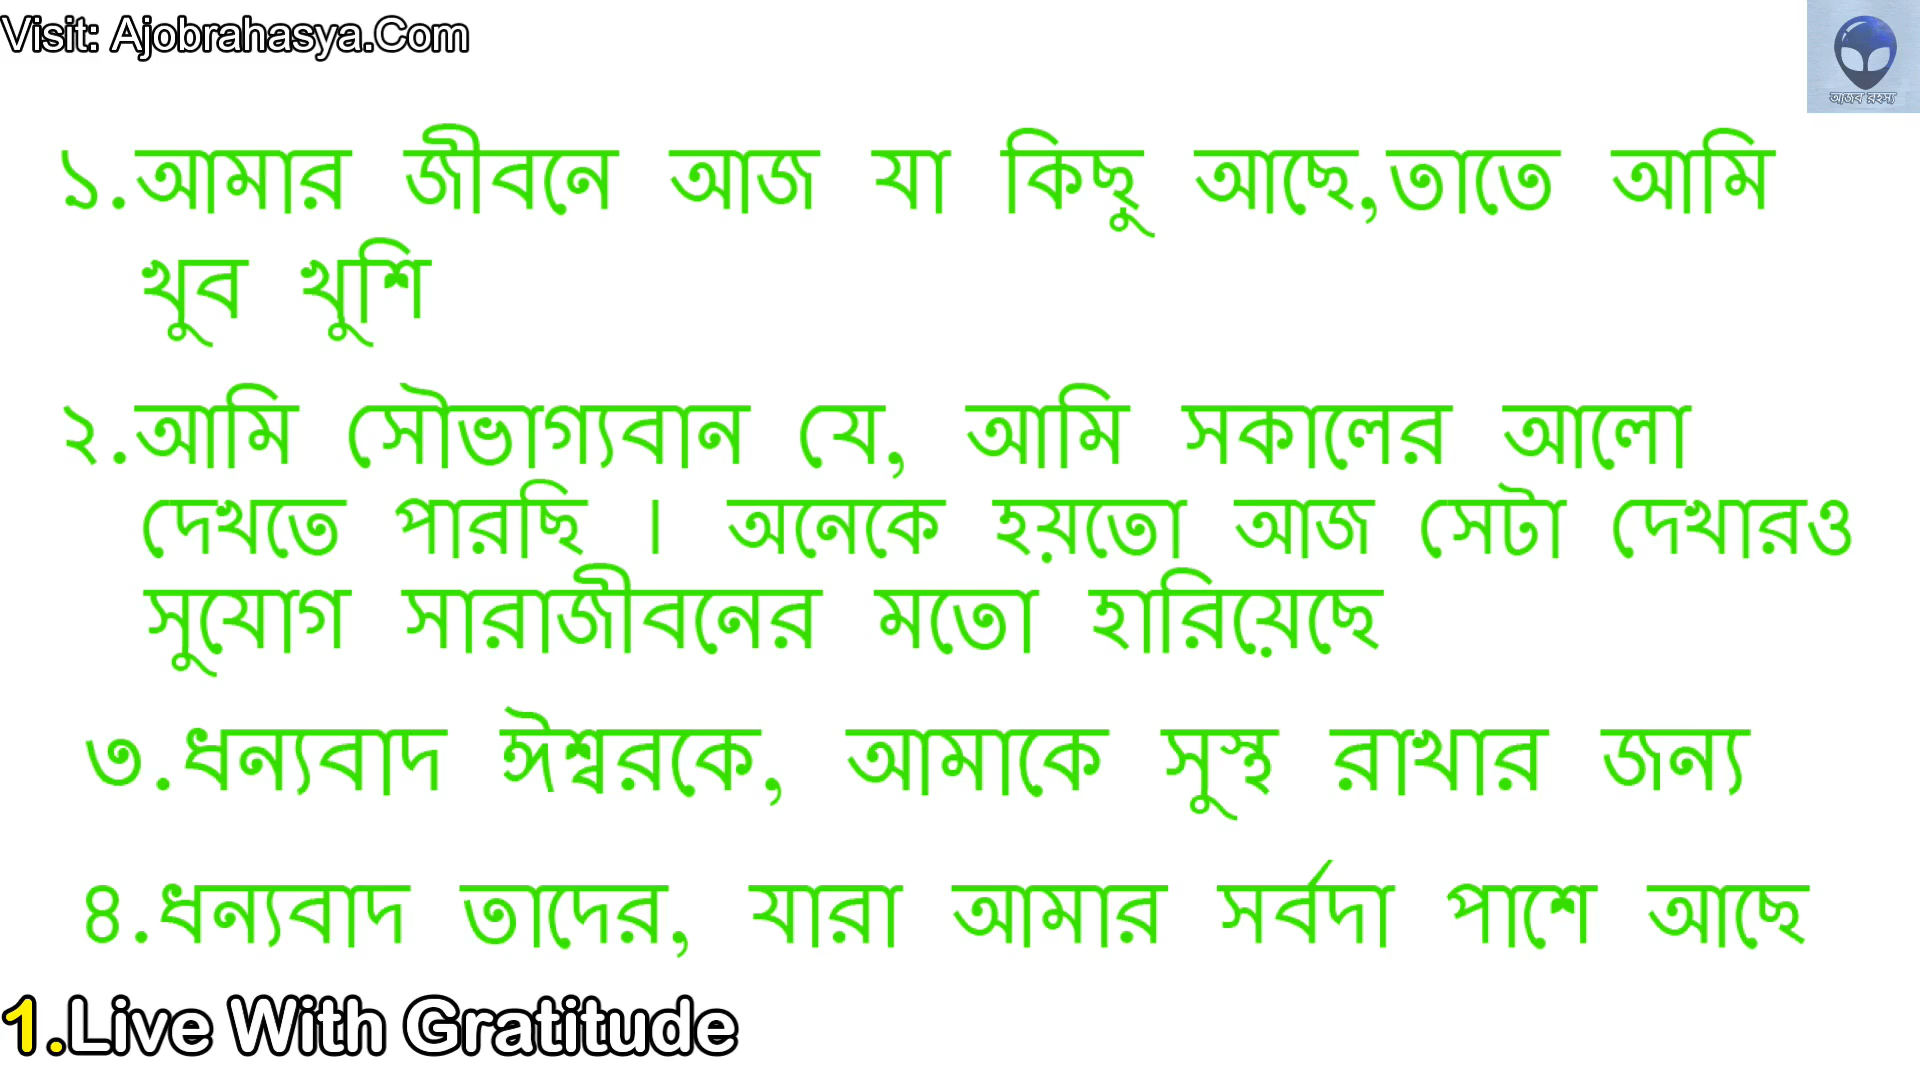 Visit: Ajobrahasya.Com
আজব রহস্য
১.আমার জীবনে আজ যা কিছু আছে,তাতে আমি
খুব খুশি
২.আমি সৌভাগ্যবান যে, আমি সকালের আলো
দেখতে পারছি । অনেকে হয়তো আজ সেটা দেখারও
সুযোগ সারাজীবনের মতো হারিয়েছে
৩.ধন্যবাদ ঈশ্বরকে, আমাকে সুস্থ রাখার জন্য
৪.ধন্যবাদ তাদের, যারা আমার সর্বদা পাশে আছে
1.Live With Gratitude